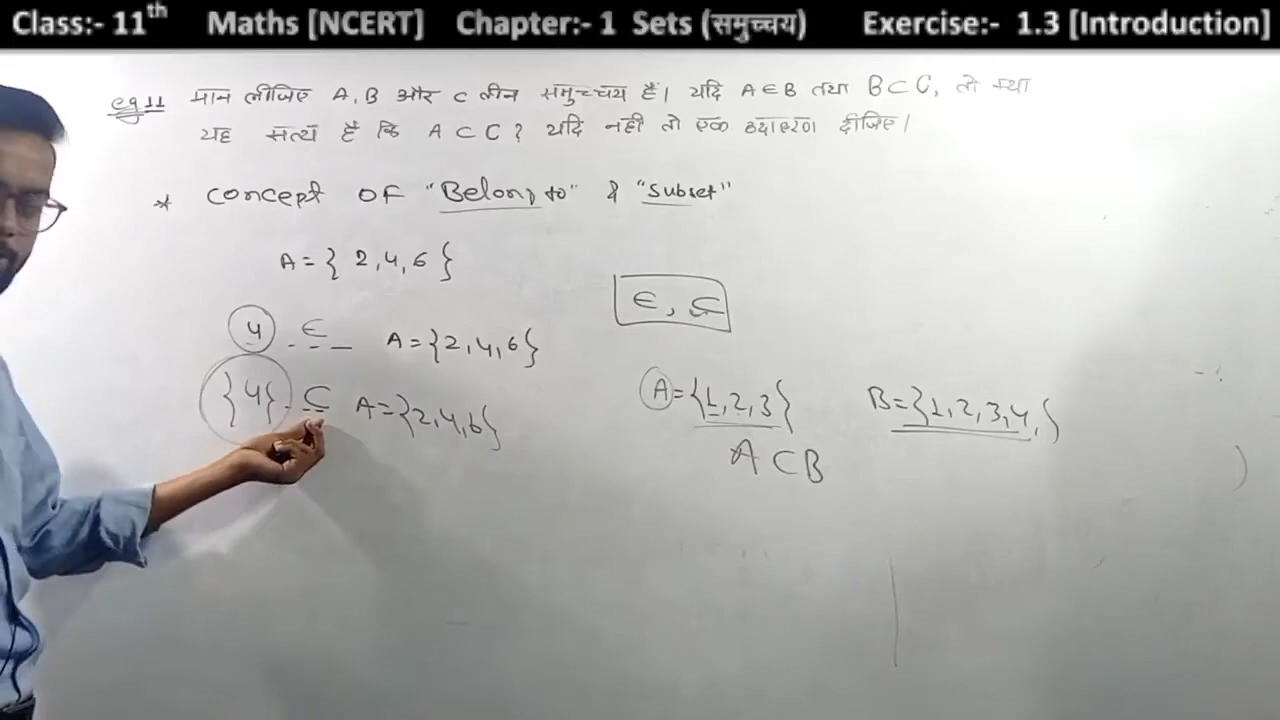 Class:- 11th Maths [NCERT] Chapter:- 1 Sets (समुच्चय) Exercise:- 1.3 [Introduction]
eg 11 मान लीजिए A, B और C तीन समुच्चय हैं। यदि A ∈ B तथा B ⊂ C, तो क्या
यह सत्य है कि A ⊂ C? यदि नही तो एक उदाहरण दीजिए।
* Concept OF "Belong to" & "Subset"
A = { 2, 4, 6 }
∈, ⊂
4 ∈ A = {2, 4, 6}
{4} ⊂ A = {2, 4, 6}
A = {1, 2, 3} B = {1, 2, 3, 4, }
A ⊂ B